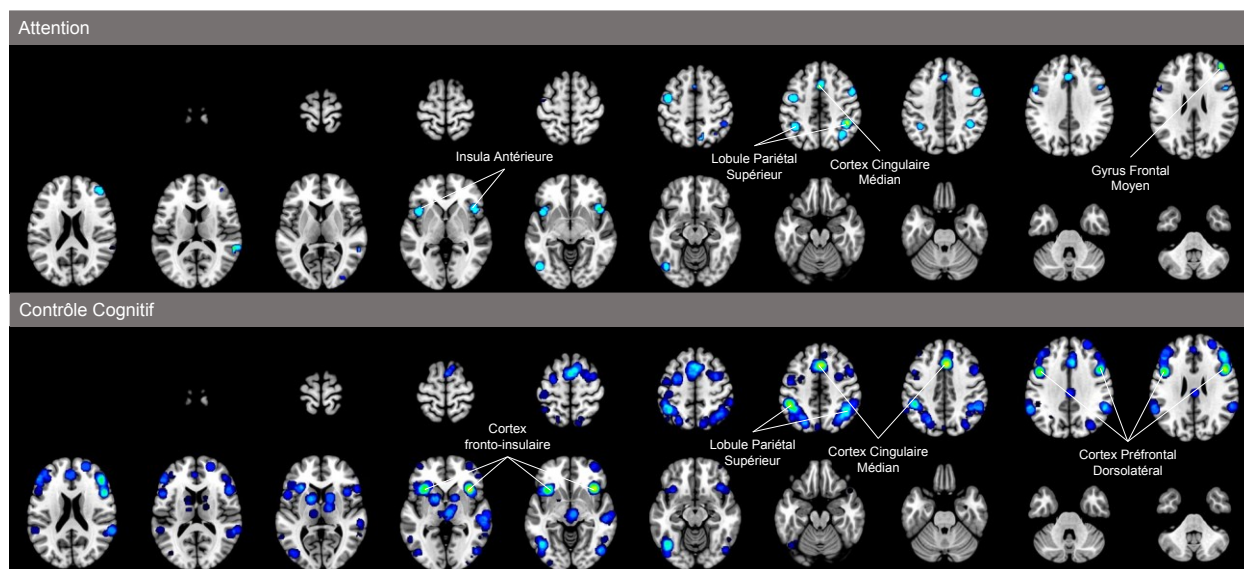 Attention
Insula Antérieure
Lobule Pariétal
Supérieur
Cortex Cingulaire
Médian
Gyrus Frontal
Moyen
Contrôle Cognitif
Cortex
fronto-insulaire
Lobule Pariétal
Supérieur
Cortex Cingulaire
Médian
Cortex Préfrontal
Dorsolatéral